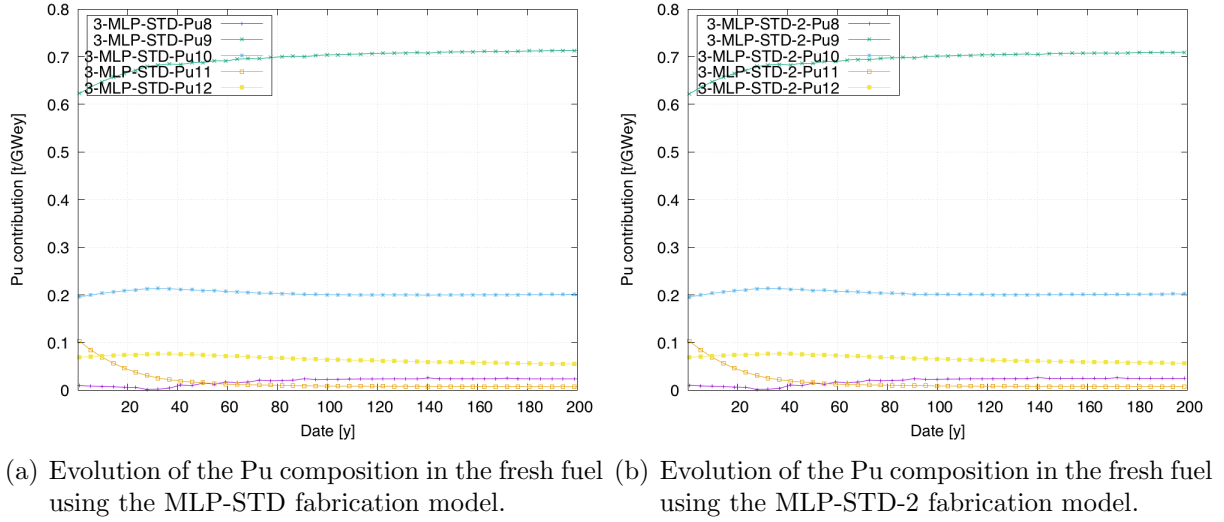 0.8
0.7
0.6
0.5
0.4
0.3
0.2
0.1
0
20 40 60 80 100 120 140 160 180 200
Pu contribution [t/GWey]
Date [y]
3-MLP-STD-Pu8
3-MLP-STD-Pu9
3-MLP-STD-Pu10
3-MLP-STD-Pu11
3-MLP-STD-Pu12
(a) Evolution of the Pu composition in the fresh fuel
using the MLP-STD fabrication model.
0.8
0.7
0.6
0.5
0.4
0.3
0.2
0.1
0
20 40 60 80 100 120 140 160 180 200
Pu contribution [t/GWey]
Date [y]
3-MLP-STD-2-Pu8
3-MLP-STD-2-Pu9
3-MLP-STD-2-Pu10
3-MLP-STD-2-Pu11
3-MLP-STD-2-Pu12
(b) Evolution of the Pu composition in the fresh fuel
using the MLP-STD-2 fabrication model.